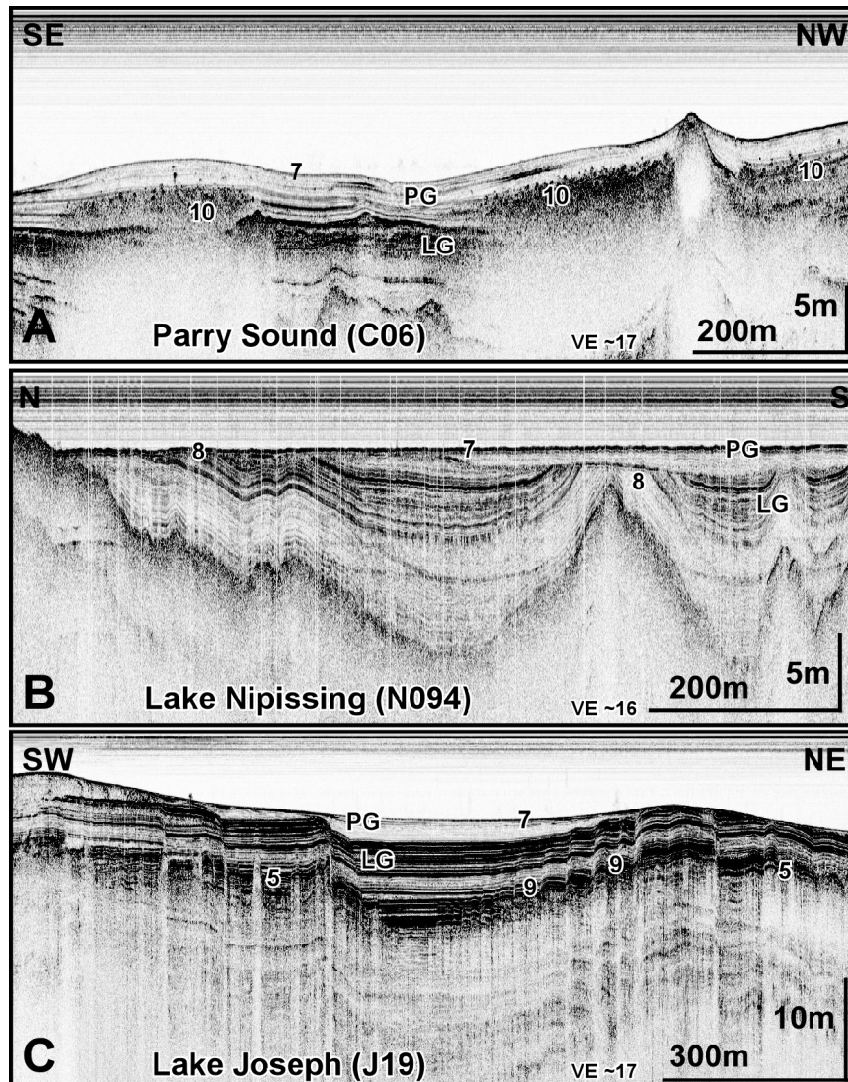 SE NW
7
10
PG
10
10
LG
5m
A Parry Sound (C06) VE ~17 200m
N S
8 7 PG
8
LG
5m
B Lake Nipissing (N094) VE ~16 200m
SW NE
PG 7
LG
5 9 9 5
10m
C Lake Joseph (J19) VE ~17 300m